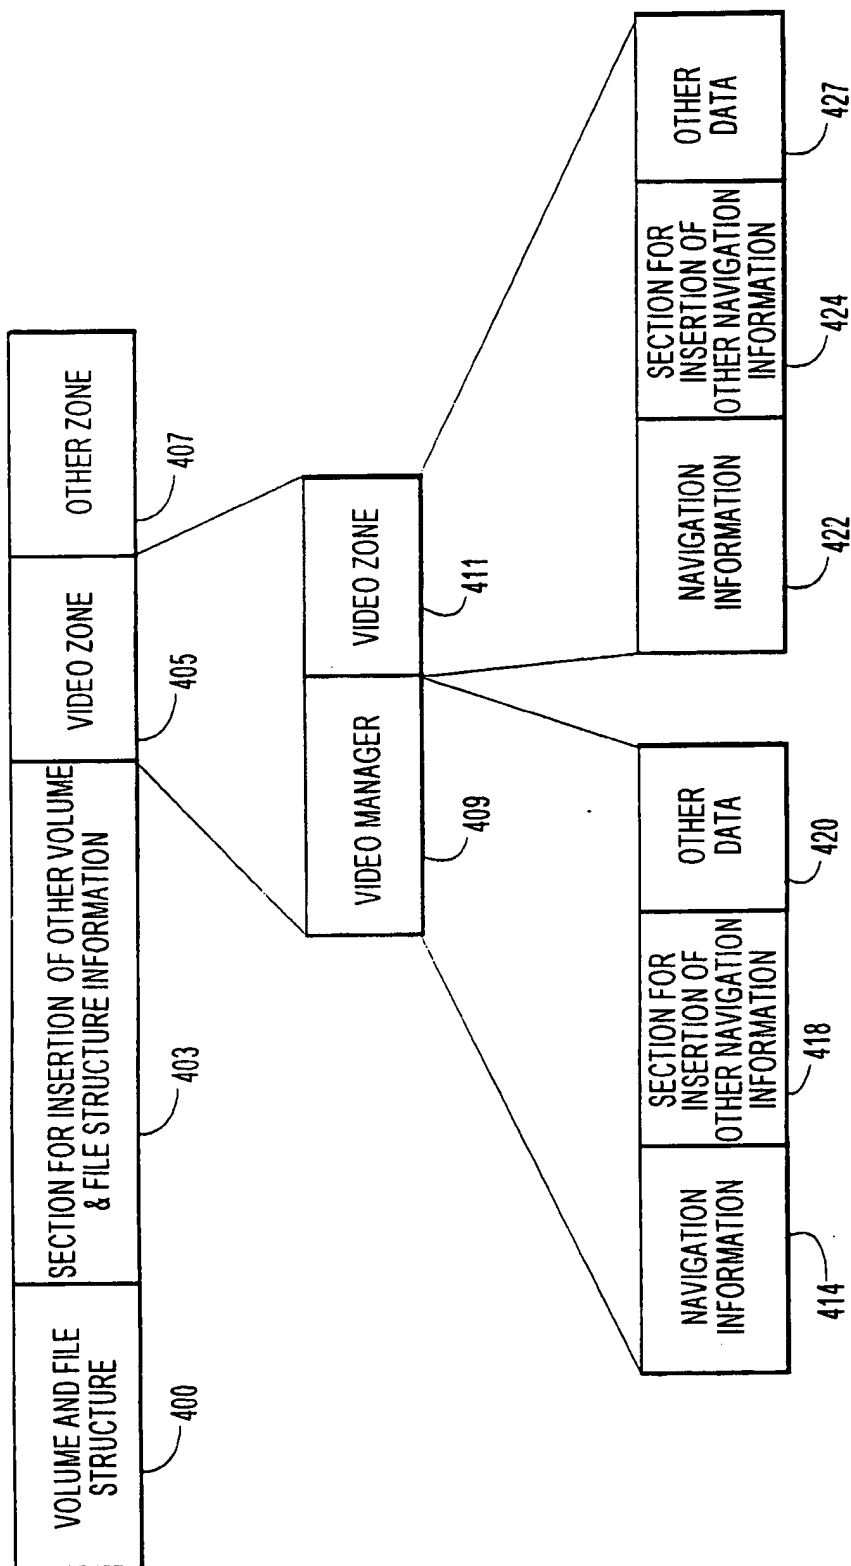 VOLUME AND FILE
STRUCTURE
400
SECTION FOR INSERTION OF OTHER VOLUME
& FILE STRUCTURE INFORMATION
403
VIDEO ZONE
405
OTHER ZONE
407
VIDEO MANAGER
409
VIDEO ZONE
411
NAVIGATION
INFORMATION
414
SECTION FOR
INSERTION OF
OTHER NAVIGATION
INFORMATION
418
OTHER
DATA
420
NAVIGATION
INFORMATION
422
SECTION FOR
INSERTION OF
OTHER NAVIGATION
INFORMATION
424
OTHER
DATA
427